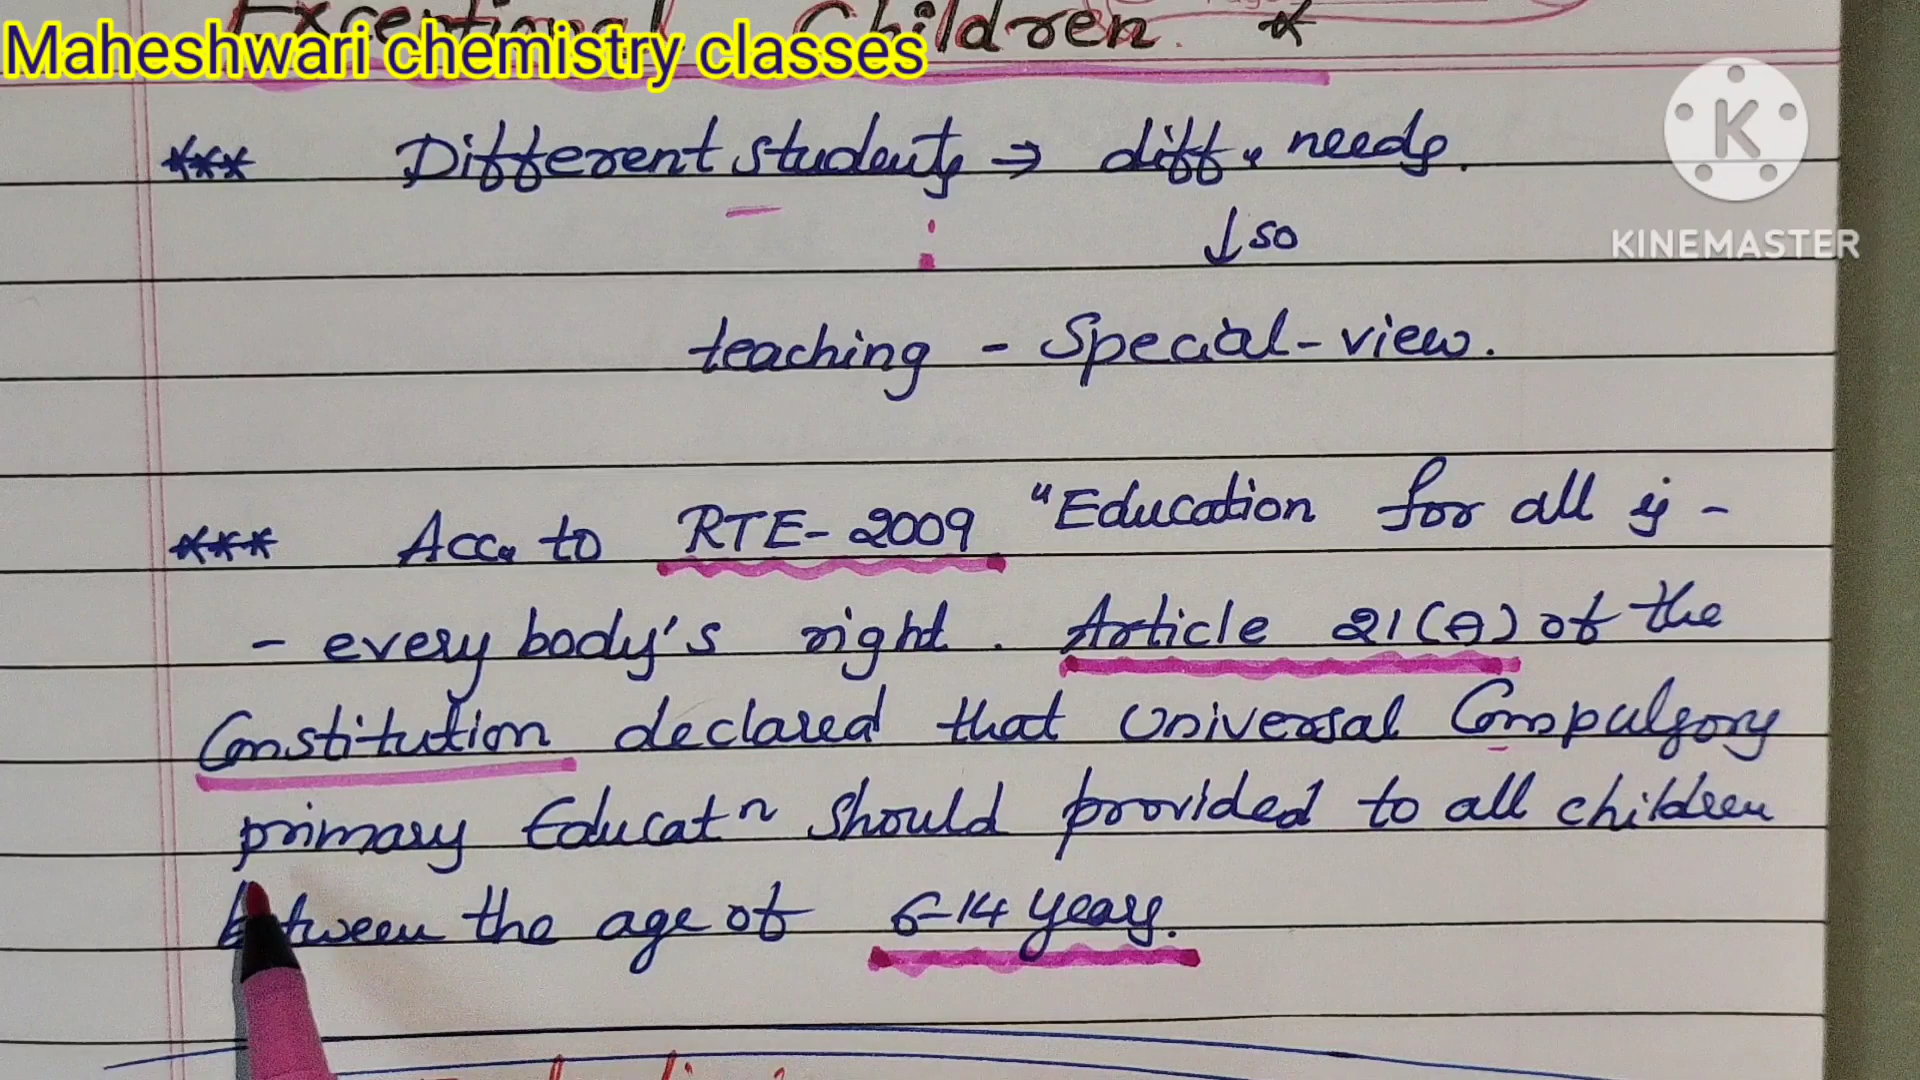 Exceptional Children. *
Maheshwari chemistry classes
*** Different students ⇒ diff. needs.
↓ so
K
KINEMASTER
teaching - Special-view.
*** Acc. to RTE-2009 "Education for all is -
- every body's right. Article 21(A) of the
Constitution declared that Universal Compulsory
primary Educatn should provided to all children
between the age of 6-14 years.